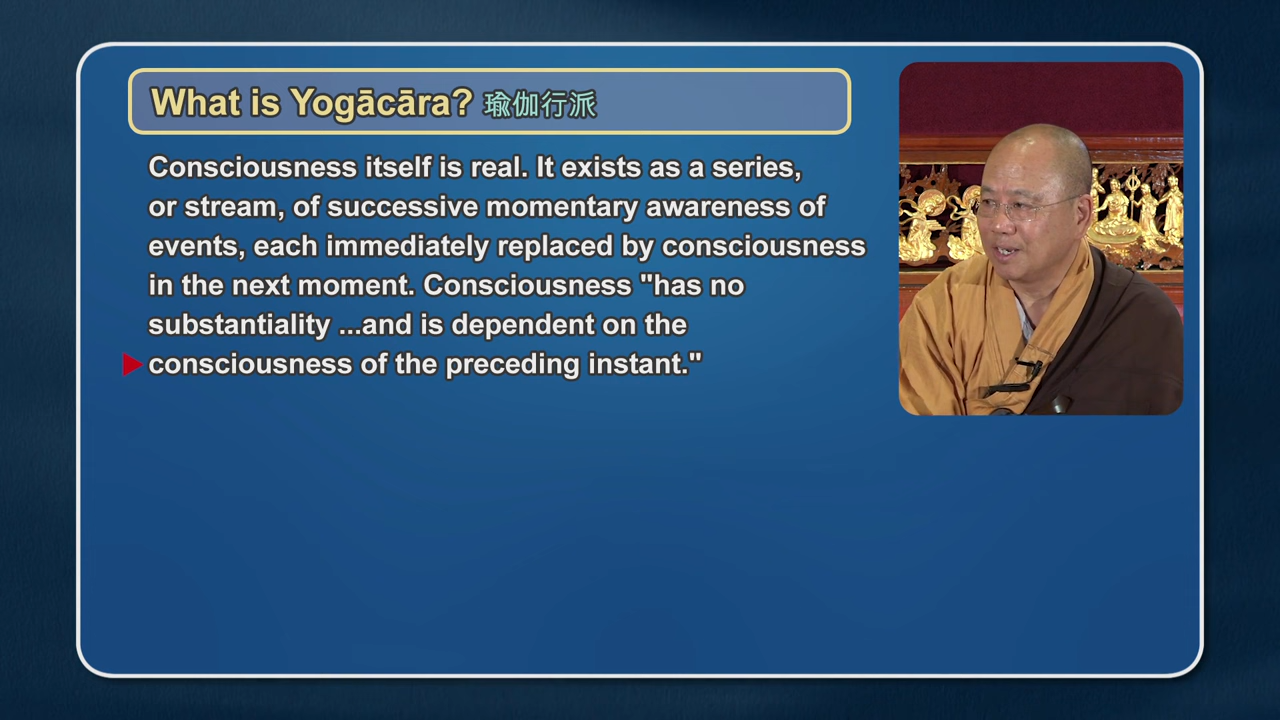 What is Yogācāra? 瑜伽行派
Consciousness itself is real. It exists as a series,
or stream, of successive momentary awareness of
events, each immediately replaced by consciousness
in the next moment. Consciousness "has no
substantiality ...and is dependent on the
consciousness of the preceding instant."